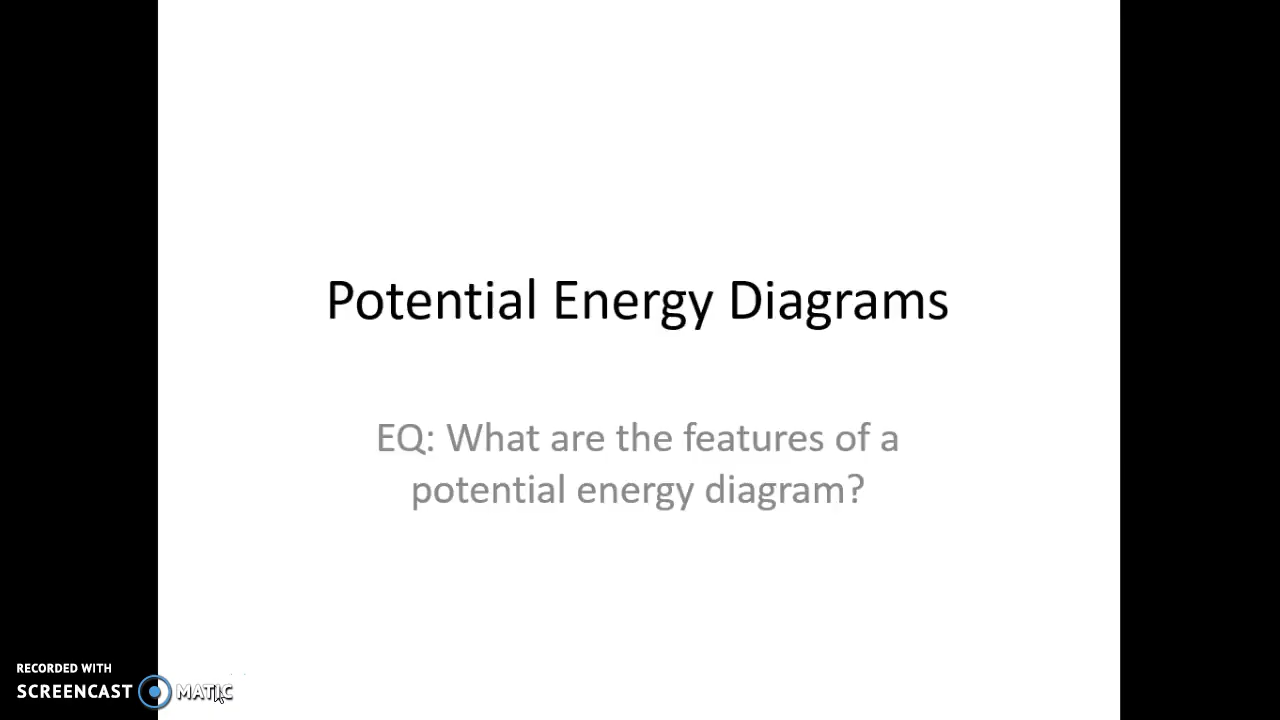 Potential Energy Diagrams
EQ: What are the features of a
potential energy diagram?
RECORDED WITH
SCREENCAST MATIC